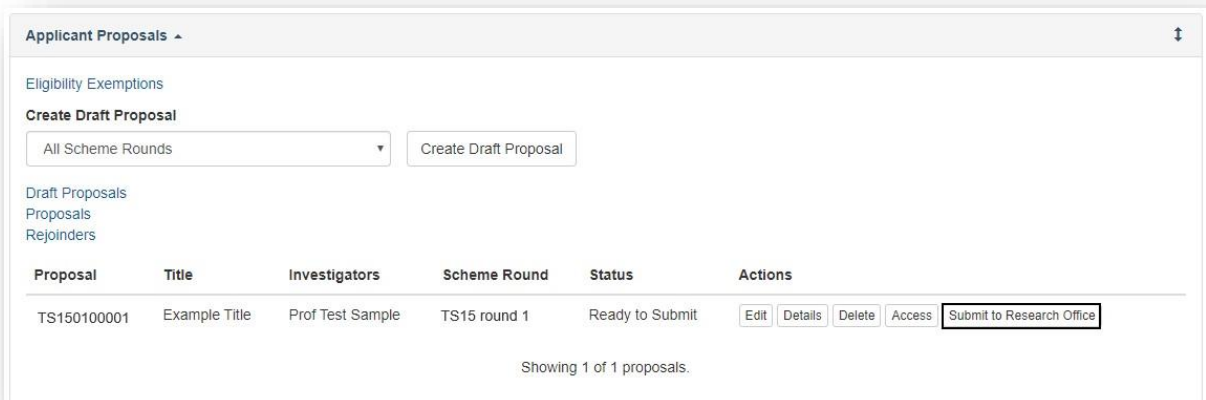 Applicant Proposals
Eligibility Exemptions
Create Draft Proposal
All Scheme Rounds Create Draft Proposal
Draft Proposals
Proposals
Rejoinders
Proposal Title Investigators Scheme Round Status Actions
TS150100001 Example Title Prof Test Sample TS15 round 1 Ready to Submit Edit Details Delete Access Submit to Research Office
Showing 1 of 1 proposals.